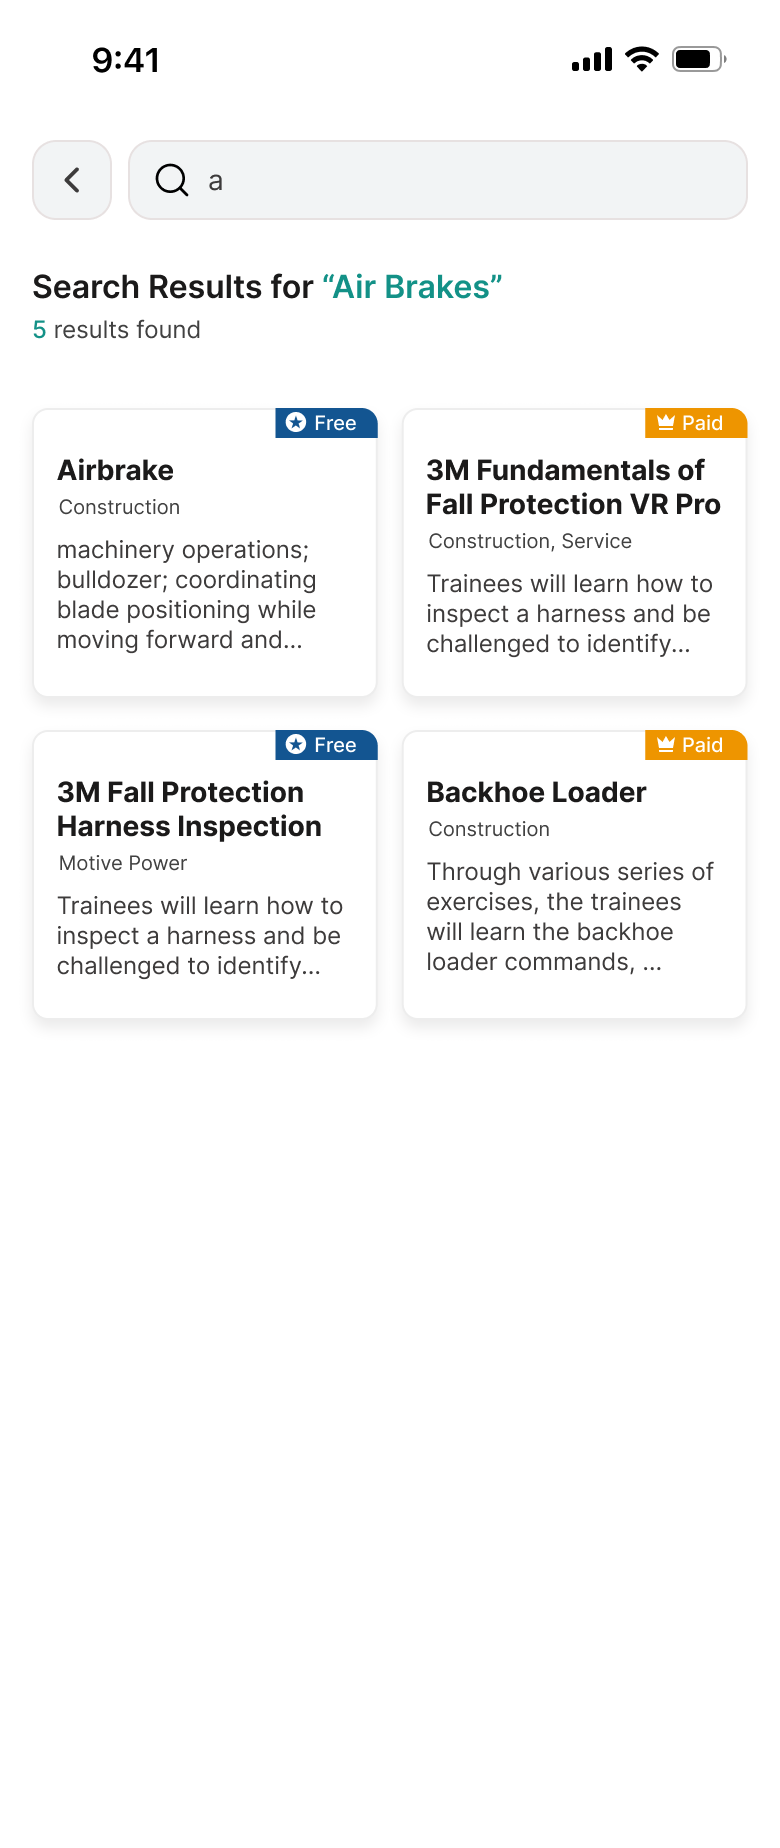 9:41
a
Search Results for “Air Brakes”
5 results found
Free
Airbrake
Construction
machinery operations;
bulldozer; coordinating
blade positioning while
moving forward and...
Paid
3M Fundamentals of
Fall Protection VR Pro
Construction, Service
Trainees will learn how to
inspect a harness and be
challenged to identify...
Free
3M Fall Protection
Harness Inspection
Motive Power
Trainees will learn how to
inspect a harness and be
challenged to identify...
Paid
Backhoe Loader
Construction
Through various series of
exercises, the trainees
will learn the backhoe
loader commands, ...